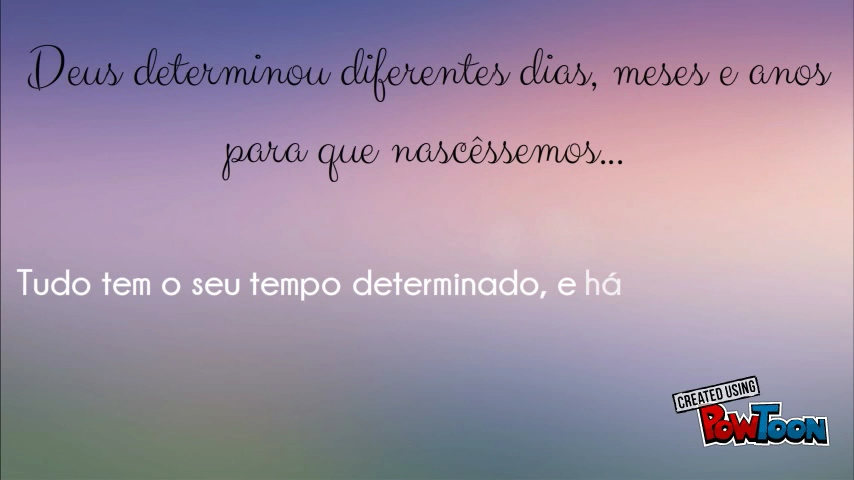 Deus determinou diferentes dias, meses e anos
para que nascêssemos...
Tudo tem o seu tempo determinado, e há
CREATED USING
POWTOON